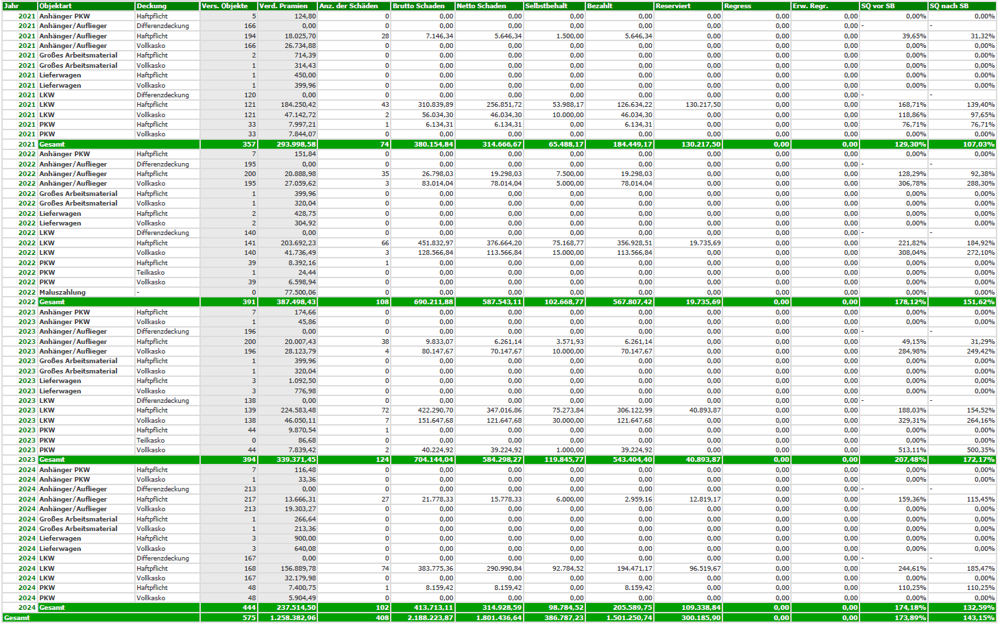 Jahr Objektart Deckung Vers. Objekte Verd. Pramien Anz. der Schäden Brutto Schaden Netto Schaden Selbstbehalt Bezahlt Reserviert Regress Erw. Regr. SQ vor SB SQ nach SB
2021 Anhänger PKW Haftpflicht 5 124,80 0 0,00 0,00 0,00 0,00 0,00 0,00 0,00 0,00% 0,00%
2021 Anhänger/Auflieger Differenzdeckung 166 0,00 0 0,00 0,00 0,00 0,00 0,00 0,00 0,00 - -
2021 Anhänger/Auflieger Haftpflicht 194 18.025,70 28 7.146,34 5.646,34 1.500,00 5.646,34 0,00 0,00 0,00 39,65% 31,32%
2021 Anhänger/Auflieger Vollkasko 166 26.734,88 0 0,00 0,00 0,00 0,00 0,00 0,00 0,00 0,00% 0,00%
2021 Großes Arbeitsmaterial Haftpflicht 2 714,39 0 0,00 0,00 0,00 0,00 0,00 0,00 0,00 0,00% 0,00%
2021 Großes Arbeitsmaterial Vollkasko 1 314,43 0 0,00 0,00 0,00 0,00 0,00 0,00 0,00 0,00% 0,00%
2021 Lieferwagen Haftpflicht 1 450,00 0 0,00 0,00 0,00 0,00 0,00 0,00 0,00 0,00% 0,00%
2021 Lieferwagen Vollkasko 1 399,96 0 0,00 0,00 0,00 0,00 0,00 0,00 0,00 0,00% 0,00%
2021 LKW Differenzdeckung 120 0,00 0 0,00 0,00 0,00 0,00 0,00 0,00 0,00 - -
2021 LKW Haftpflicht 121 184.250,42 43 310.839,89 256.851,72 53.988,17 126.634,22 130.217,50 0,00 0,00 168,71% 139,40%
2021 LKW Vollkasko 121 47.142,72 2 56.034,30 46.034,30 10.000,00 46.034,30 0,00 0,00 0,00 118,86% 97,65%
2021 PKW Haftpflicht 33 7.997,21 1 6.134,31 6.134,31 0,00 6.134,31 0,00 0,00 0,00 76,71% 76,71%
2021 PKW Vollkasko 33 7.844,07 0 0,00 0,00 0,00 0,00 0,00 0,00 0,00 0,00% 0,00%
2021 Gesamt 357 293.998,58 74 380.154,84 314.666,67 65.488,17 184.449,17 130.217,50 0,00 0,00 129,30% 107,03%
2022 Anhänger PKW Haftpflicht 7 151,84 0 0,00 0,00 0,00 0,00 0,00 0,00 0,00 0,00% 0,00%
2022 Anhänger/Auflieger Differenzdeckung 195 0,00 0 0,00 0,00 0,00 0,00 0,00 0,00 0,00 - -
2022 Anhänger/Auflieger Haftpflicht 200 20.888,98 35 26.798,03 19.298,03 7.500,00 19.298,03 0,00 0,00 0,00 128,29% 92,38%
2022 Anhänger/Auflieger Vollkasko 195 27.059,62 3 83.014,04 78.014,04 5.000,00 78.014,04 0,00 0,00 0,00 306,78% 288,30%
2022 Großes Arbeitsmaterial Haftpflicht 1 399,96 0 0,00 0,00 0,00 0,00 0,00 0,00 0,00 0,00% 0,00%
2022 Großes Arbeitsmaterial Vollkasko 1 320,04 0 0,00 0,00 0,00 0,00 0,00 0,00 0,00 0,00% 0,00%
2022 Lieferwagen Haftpflicht 2 428,75 0 0,00 0,00 0,00 0,00 0,00 0,00 0,00 0,00% 0,00%
2022 Lieferwagen Vollkasko 2 304,92 0 0,00 0,00 0,00 0,00 0,00 0,00 0,00 0,00% 0,00%
2022 LKW Differenzdeckung 140 0,00 0 0,00 0,00 0,00 0,00 0,00 0,00 0,00 - -
2022 LKW Haftpflicht 141 203.692,23 66 451.832,97 376.664,20 75.168,77 356.928,51 19.735,69 0,00 0,00 221,82% 184,92%
2022 LKW Vollkasko 140 41.736,49 3 128.566,84 113.566,84 15.000,00 113.566,84 0,00 0,00 0,00 308,04% 272,10%
2022 PKW Haftpflicht 39 8.392,16 1 0,00 0,00 0,00 0,00 0,00 0,00 0,00 0,00% 0,00%
2022 PKW Teilkasko 1 24,44 0 0,00 0,00 0,00 0,00 0,00 0,00 0,00 0,00% 0,00%
2022 PKW Vollkasko 39 6.598,94 0 0,00 0,00 0,00 0,00 0,00 0,00 0,00 0,00% 0,00%
2022 Maluszahlung - 0 77.500,06 0 0,00 0,00 0,00 0,00 0,00 0,00 0,00 0,00% 0,00%
2022 Gesamt 391 387.498,43 108 690.211,88 587.543,11 102.668,77 567.807,42 19.735,69 0,00 0,00 178,12% 151,62%
2023 Anhänger PKW Haftpflicht 7 174,66 0 0,00 0,00 0,00 0,00 0,00 0,00 0,00 0,00% 0,00%
2023 Anhänger PKW Vollkasko 1 45,86 0 0,00 0,00 0,00 0,00 0,00 0,00 0,00 0,00% 0,00%
2023 Anhänger/Auflieger Differenzdeckung 196 0,00 0 0,00 0,00 0,00 0,00 0,00 0,00 0,00 - -
2023 Anhänger/Auflieger Haftpflicht 200 20.007,43 38 9.833,07 6.261,14 3.571,93 6.261,14 0,00 0,00 0,00 49,15% 31,29%
2023 Anhänger/Auflieger Vollkasko 196 28.123,79 4 80.147,67 70.147,67 10.000,00 70.147,67 0,00 0,00 0,00 284,98% 249,42%
2023 Großes Arbeitsmaterial Haftpflicht 1 399,96 0 0,00 0,00 0,00 0,00 0,00 0,00 0,00 0,00% 0,00%
2023 Großes Arbeitsmaterial Vollkasko 1 320,04 0 0,00 0,00 0,00 0,00 0,00 0,00 0,00 0,00% 0,00%
2023 Lieferwagen Haftpflicht 3 1.092,50 0 0,00 0,00 0,00 0,00 0,00 0,00 0,00 0,00% 0,00%
2023 Lieferwagen Vollkasko 3 776,98 0 0,00 0,00 0,00 0,00 0,00 0,00 0,00 0,00% 0,00%
2023 LKW Differenzdeckung 138 0,00 0 0,00 0,00 0,00 0,00 0,00 0,00 0,00 - -
2023 LKW Haftpflicht 139 224.583,48 72 422.290,70 347.016,86 75.273,84 306.122,99 40.893,87 0,00 0,00 188,03% 154,52%
2023 LKW Vollkasko 138 46.050,11 7 151.647,68 121.647,68 30.000,00 121.647,68 0,00 0,00 0,00 329,31% 264,16%
2023 PKW Haftpflicht 44 9.870,54 1 0,00 0,00 0,00 0,00 0,00 0,00 0,00 0,00% 0,00%
2023 PKW Teilkasko 0 86,68 0 0,00 0,00 0,00 0,00 0,00 0,00 0,00 0,00% 0,00%
2023 PKW Vollkasko 44 7.839,42 2 40.224,92 39.224,92 1.000,00 39.224,92 0,00 0,00 0,00 513,11% 500,35%
2023 Gesamt 394 339.371,45 124 704.144,04 584.298,27 119.845,77 543.404,40 40.893,87 0,00 0,00 207,48% 172,17%
2024 Anhänger PKW Haftpflicht 7 116,48 0 0,00 0,00 0,00 0,00 0,00 0,00 0,00 0,00% 0,00%
2024 Anhänger PKW Vollkasko 1 33,36 0 0,00 0,00 0,00 0,00 0,00 0,00 0,00 0,00% 0,00%
2024 Anhänger/Auflieger Differenzdeckung 213 0,00 0 0,00 0,00 0,00 0,00 0,00 0,00 0,00 - -
2024 Anhänger/Auflieger Haftpflicht 217 13.666,31 27 21.778,33 15.778,33 6.000,00 2.959,16 12.819,17 0,00 0,00 159,36% 115,45%
2024 Anhänger/Auflieger Vollkasko 213 19.303,27 0 0,00 0,00 0,00 0,00 0,00 0,00 0,00 0,00% 0,00%
2024 Großes Arbeitsmaterial Haftpflicht 1 266,64 0 0,00 0,00 0,00 0,00 0,00 0,00 0,00 0,00% 0,00%
2024 Großes Arbeitsmaterial Vollkasko 1 213,36 0 0,00 0,00 0,00 0,00 0,00 0,00 0,00 0,00% 0,00%
2024 Lieferwagen Haftpflicht 3 900,00 0 0,00 0,00 0,00 0,00 0,00 0,00 0,00 0,00% 0,00%
2024 Lieferwagen Vollkasko 3 640,08 0 0,00 0,00 0,00 0,00 0,00 0,00 0,00 0,00% 0,00%
2024 LKW Differenzdeckung 167 0,00 0 0,00 0,00 0,00 0,00 0,00 0,00 0,00 - -
2024 LKW Haftpflicht 168 156.889,78 74 383.775,36 290.990,84 92.784,52 194.471,17 96.519,67 0,00 0,00 244,61% 185,47%
2024 LKW Vollkasko 167 32.179,98 0 0,00 0,00 0,00 0,00 0,00 0,00 0,00 0,00% 0,00%
2024 PKW Haftpflicht 48 7.400,75 1 8.159,42 8.159,42 0,00 8.159,42 0,00 0,00 0,00 110,25% 110,25%
2024 PKW Vollkasko 48 5.904,49 0 0,00 0,00 0,00 0,00 0,00 0,00 0,00 0,00% 0,00%
2024 Gesamt 444 237.514,50 102 413.713,11 314.928,59 98.784,52 205.589,75 109.338,84 0,00 0,00 174,18% 132,59%
Gesamt 575 1.258.382,96 408 2.188.223,87 1.801.436,64 386.787,23 1.501.250,74 300.185,90 0,00 0,00 173,89% 143,15%